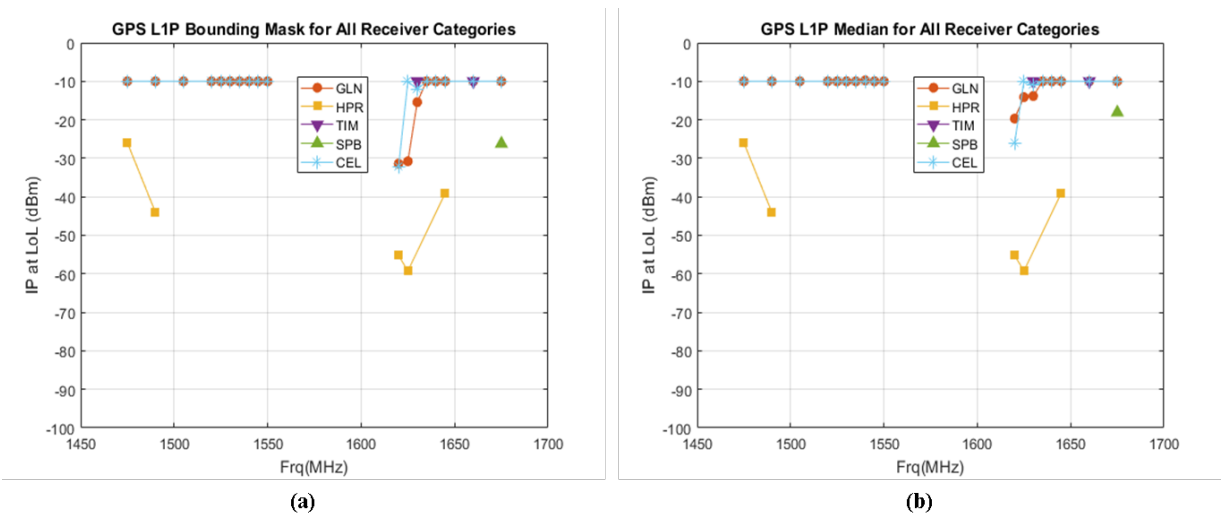 GPS L1P Bounding Mask for All Receiver Categories
0
-10
-20
-30
-40
-50
-60
-70
-80
-90
-100
IP at LoL (dBm)
GLN
HPR
TIM
SPB
CEL
1450
1500
1550
1600
1650
1700
Frq(MHz)
(a)
GPS L1P Median for All Receiver Categories
0
-10
-20
-30
-40
-50
-60
-70
-80
-90
-100
IP at LoL (dBm)
GLN
HPR
TIM
SPB
CEL
1450
1500
1550
1600
1650
1700
Frq(MHz)
(b)